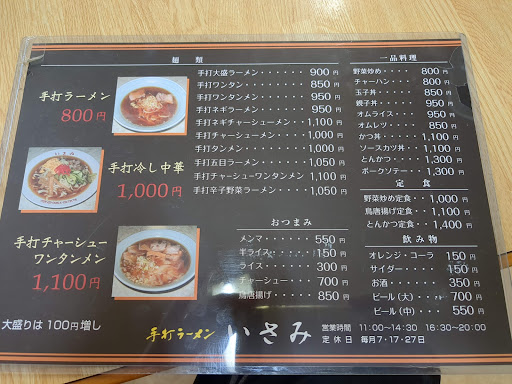 麺 類
手打ラーメン
800円
手打冷し中華
1,000円
手打チャーシュー
ワンタンメン
1,100円
大盛りは100円増し
手打大盛ラーメン・・・・・・900円
手打ワンタン・・・・・・・・850円
手打ワンタンメン・・・・・・950円
手打ネギラーメン・・・・・・950円
手打ネギチャーシューメン・・1,100円
手打チャーシューメン・・・・1,000円
手打タンメン・・・・・・・・1,000円
手打五目ラーメン・・・・・・1,050円
手打チャーシューワンタンメン 1,100円
手打辛子野菜ラーメン・・・・1,050円
おつまみ
メンマ・・・・・・・550円
半ライス・・・・・・150円
ライス・・・・・・・300円
チャーシュー・・・・700円
鳥唐揚げ・・・・・・850円
一品料理
野菜炒め・・・・800円
チャーハン・・・800円
玉子丼・・・・・850円
親子丼・・・・・950円
オムライス・・・950円
オムレツ・・・・850円
かつ丼・・・・・1,100円
ソースカツ丼・・1,100円
とんかつ・・・・1,300円
ポークソテー・・1,300円
定 食
野菜炒め定食・・1,000円
鳥唐揚げ定食・・1,100円
とんかつ定食・・1,400円
飲み物
オレンジ・コーラ 150円
サイダー・・・・150円
お酒・・・・・・350円
ビール(大)・・・700円
ビール(中)・・・550円
手打ラーメン いさみ
営業時間 11:00~14:30 16:30~20:00
定休日 毎月7・17・27日